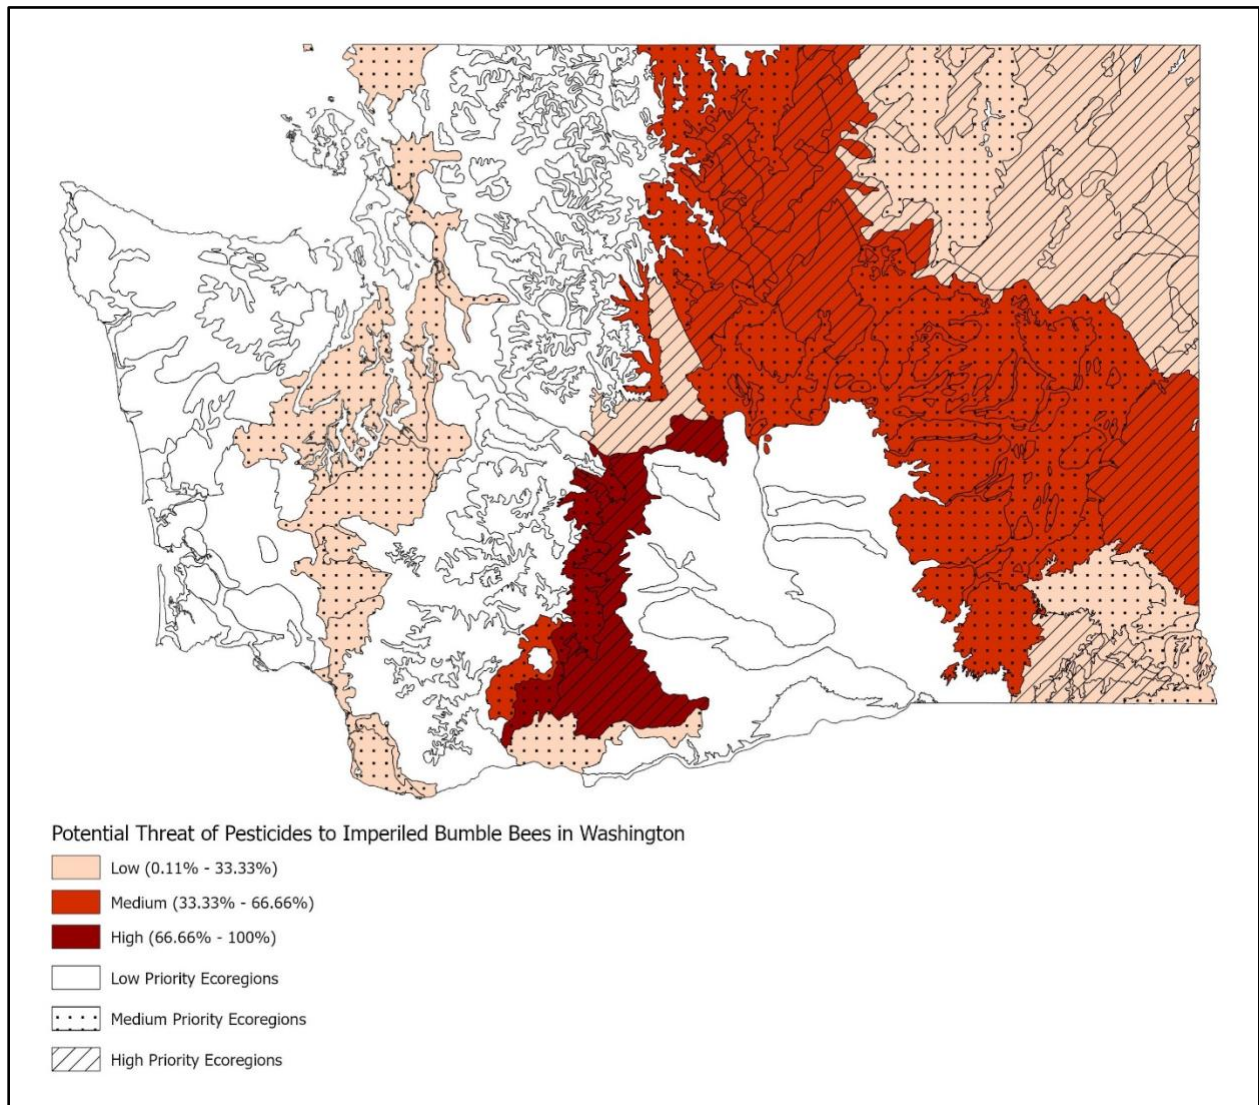 Potential Threat of Pesticides to Imperiled Bumble Bees in Washington
Low (0.11% - 33.33%)
Medium (33.33% - 66.66%)
High (66.66% - 100%)
Low Priority Ecoregions
Medium Priority Ecoregions
High Priority Ecoregions